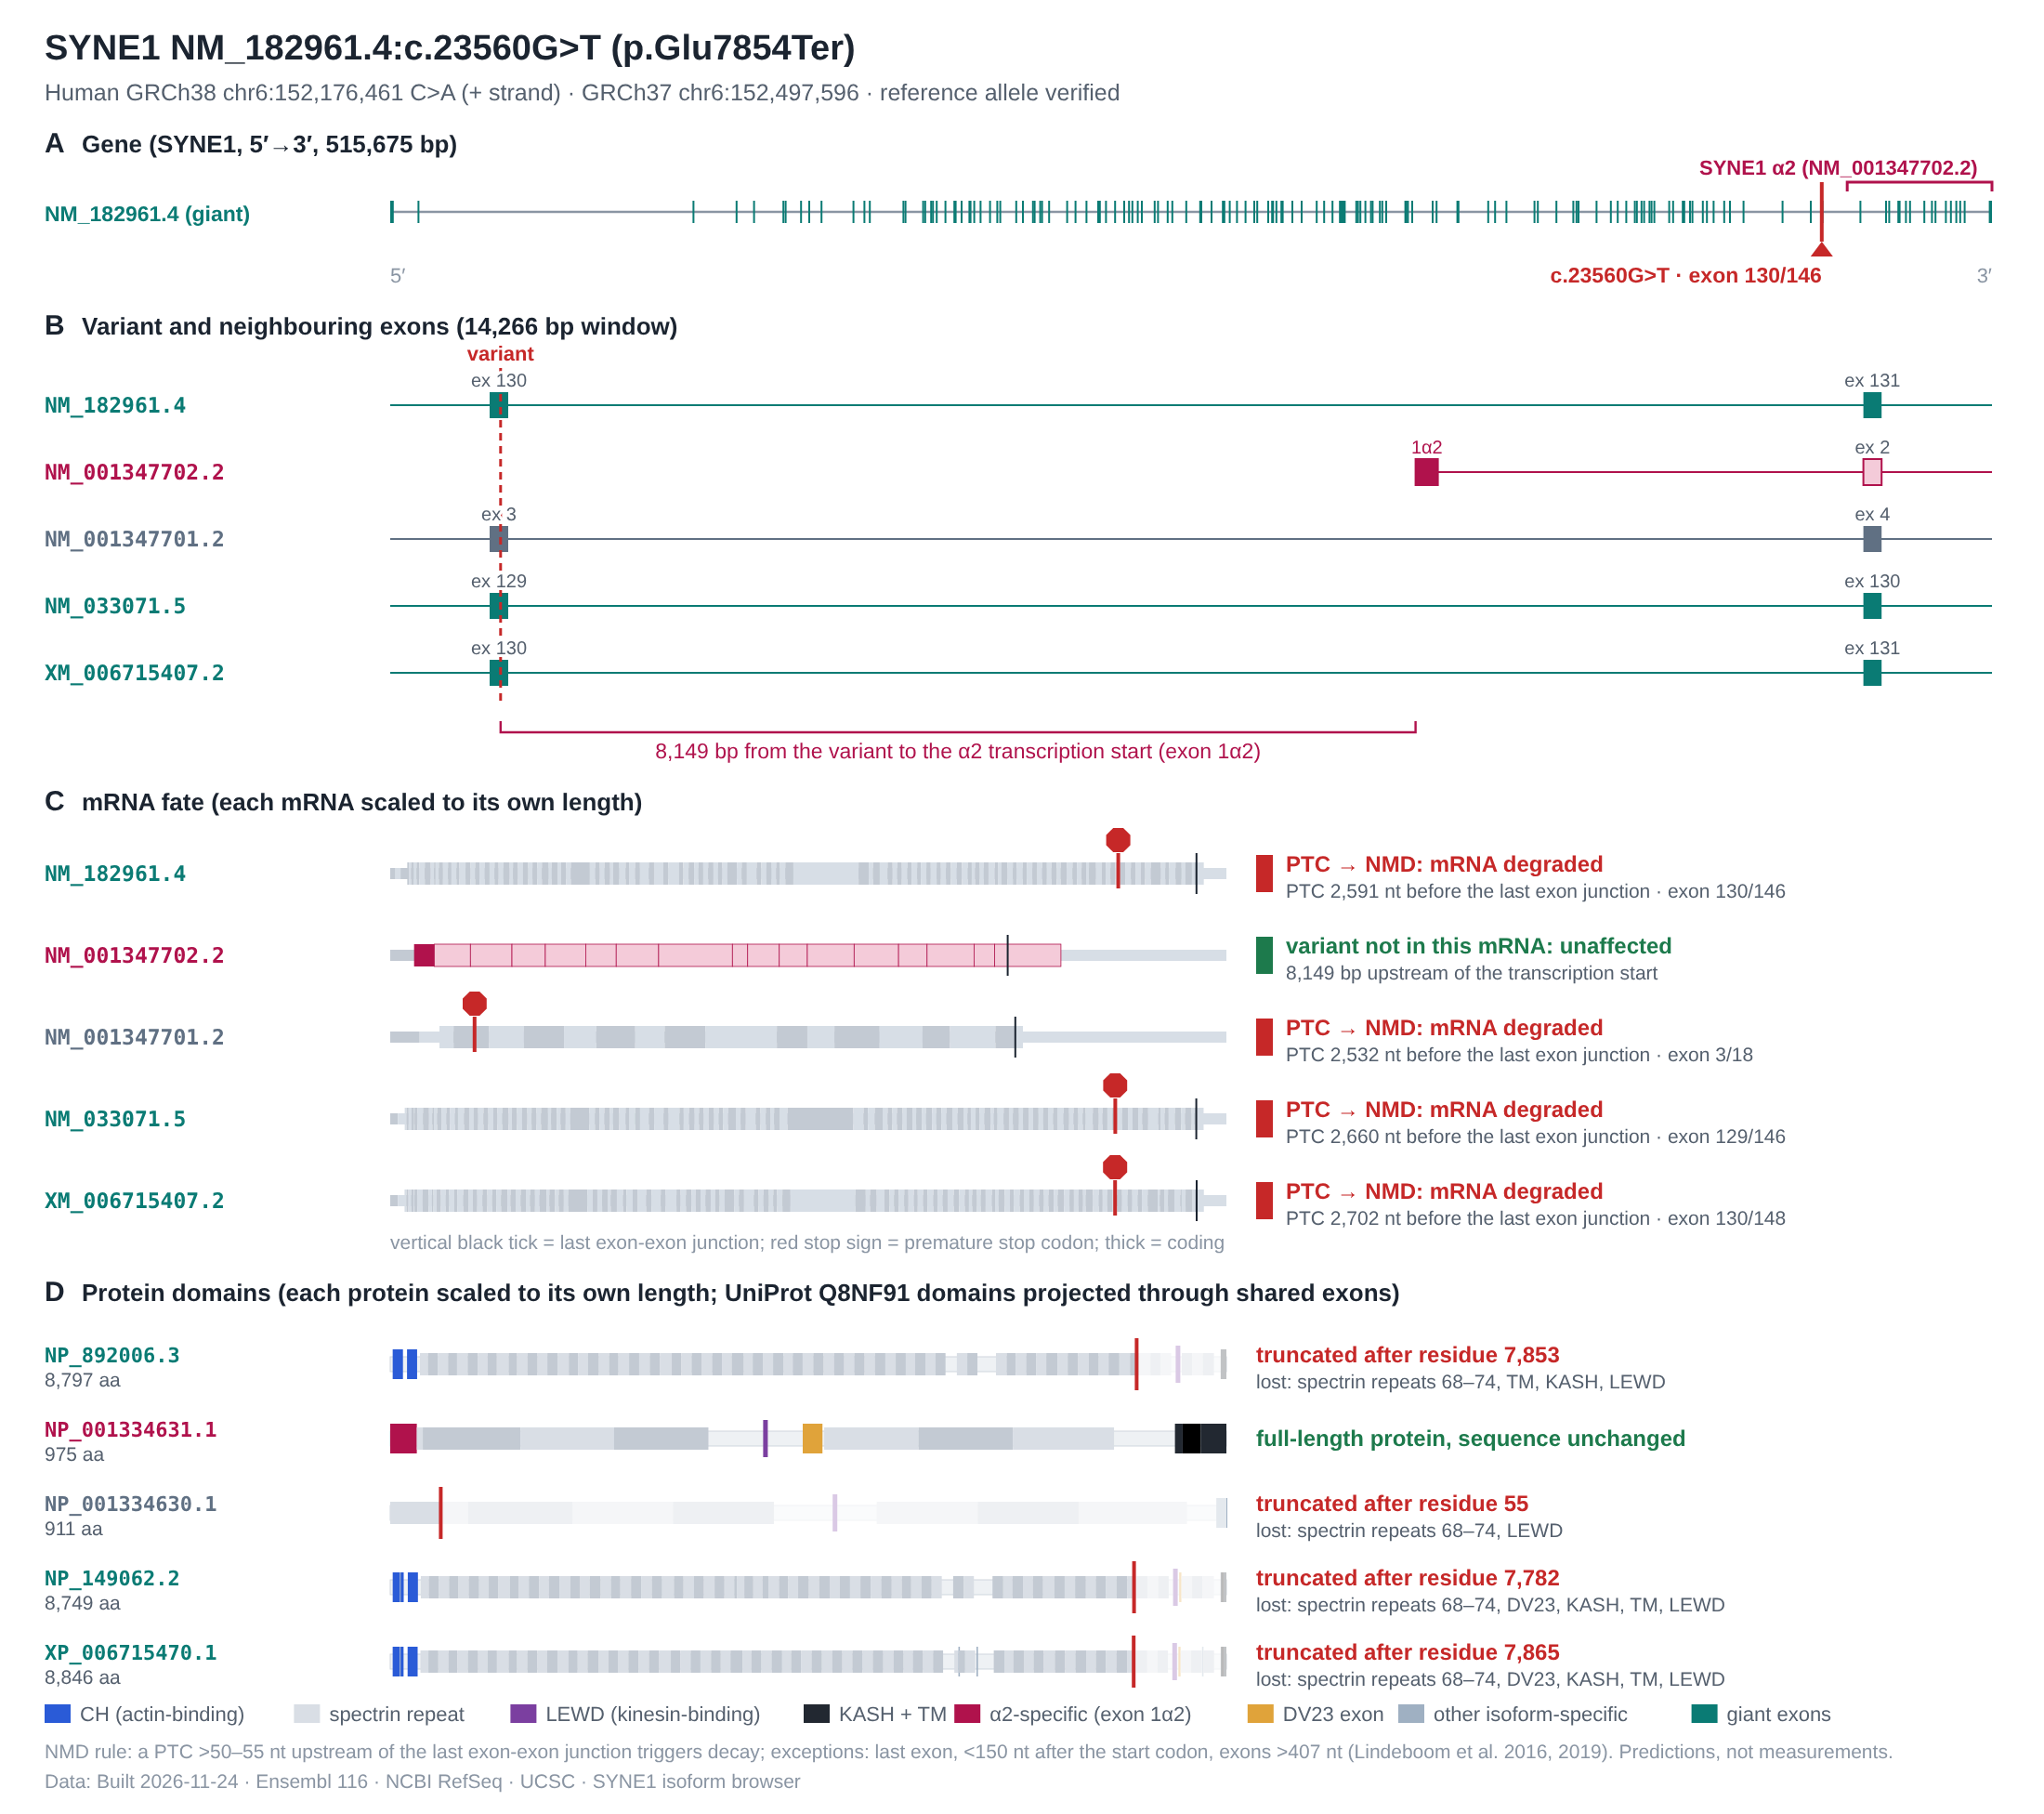 SYNE1 NM_182961.4:c.23560G>T (p.Glu7854Ter)
Human GRCh38 chr6:152,176,461 C>A (+ strand) · GRCh37 chr6:152,497,596 · reference allele verified
A Gene (SYNE1, 5′→3′, 515,675 bp)
SYNE1 α2 (NM_001347702.2)
NM_182961.4 (giant)
5′
c.23560G>T · exon 130/146
3′
B Variant and neighbouring exons (14,266 bp window)
variant
ex 130
ex 131
NM_182961.4
1α2
ex 2
NM_001347702.2
ex 3
ex 4
NM_001347701.2
ex 129
ex 130
NM_033071.5
ex 130
ex 131
XM_006715407.2
8,149 bp from the variant to the α2 transcription start (exon 1α2)
C mRNA fate (each mRNA scaled to its own length)
NM_182961.4
PTC → NMD: mRNA degraded
PTC 2,591 nt before the last exon junction · exon 130/146
NM_001347702.2
variant not in this mRNA: unaffected
8,149 bp upstream of the transcription start
NM_001347701.2
PTC → NMD: mRNA degraded
PTC 2,532 nt before the last exon junction · exon 3/18
NM_033071.5
PTC → NMD: mRNA degraded
PTC 2,660 nt before the last exon junction · exon 129/146
XM_006715407.2
PTC → NMD: mRNA degraded
PTC 2,702 nt before the last exon junction · exon 130/148
vertical black tick = last exon-exon junction; red stop sign = premature stop codon; thick = coding
D Protein domains (each protein scaled to its own length; UniProt Q8NF91 domains projected through shared exons)
NP_892006.3
8,797 aa
truncated after residue 7,853
lost: spectrin repeats 68–74, TM, KASH, LEWD
NP_001334631.1
975 aa
full-length protein, sequence unchanged
NP_001334630.1
911 aa
truncated after residue 55
lost: spectrin repeats 68–74, LEWD
NP_149062.2
8,749 aa
truncated after residue 7,782
lost: spectrin repeats 68–74, DV23, KASH, TM, LEWD
XP_006715470.1
8,846 aa
truncated after residue 7,865
lost: spectrin repeats 68–74, DV23, KASH, TM, LEWD
CH (actin-binding) spectrin repeat LEWD (kinesin-binding) KASH + TM α2-specific (exon 1α2) DV23 exon other isoform-specific giant exons
NMD rule: a PTC >50–55 nt upstream of the last exon-exon junction triggers decay; exceptions: last exon, <150 nt after the start codon, exons >407 nt (Lindeboom et al. 2016, 2019). Predictions, not measurements.
Data: Built 2026-11-24 · Ensembl 116 · NCBI RefSeq · UCSC · SYNE1 isoform browser